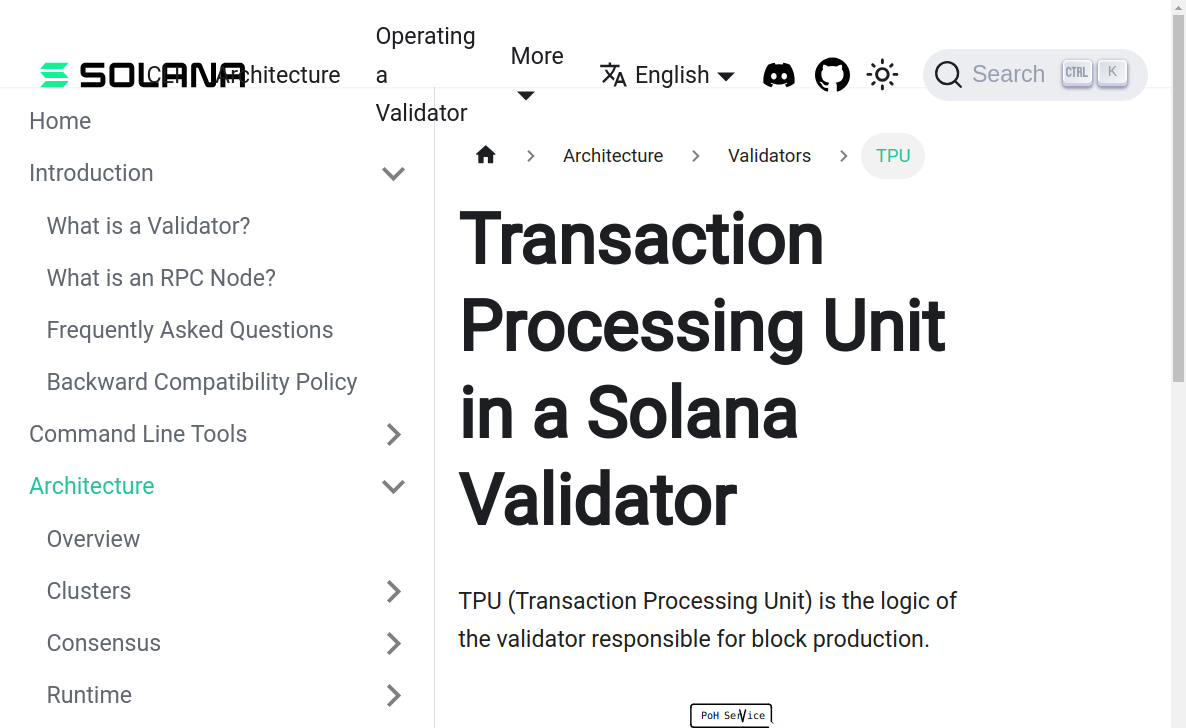 SOLANA
CLI
Architecture
Operating
a
Validator
More
English
Search
CTRL
K
Home
Introduction
What is a Validator?
What is an RPC Node?
Frequently Asked Questions
Backward Compatibility Policy
Command Line Tools
Architecture
Overview
Clusters
Consensus
Runtime
Architecture
Validators
TPU
Transaction
Processing Unit
in a Solana
Validator
TPU (Transaction Processing Unit) is the logic of
the validator responsible for block production.
PoH Service